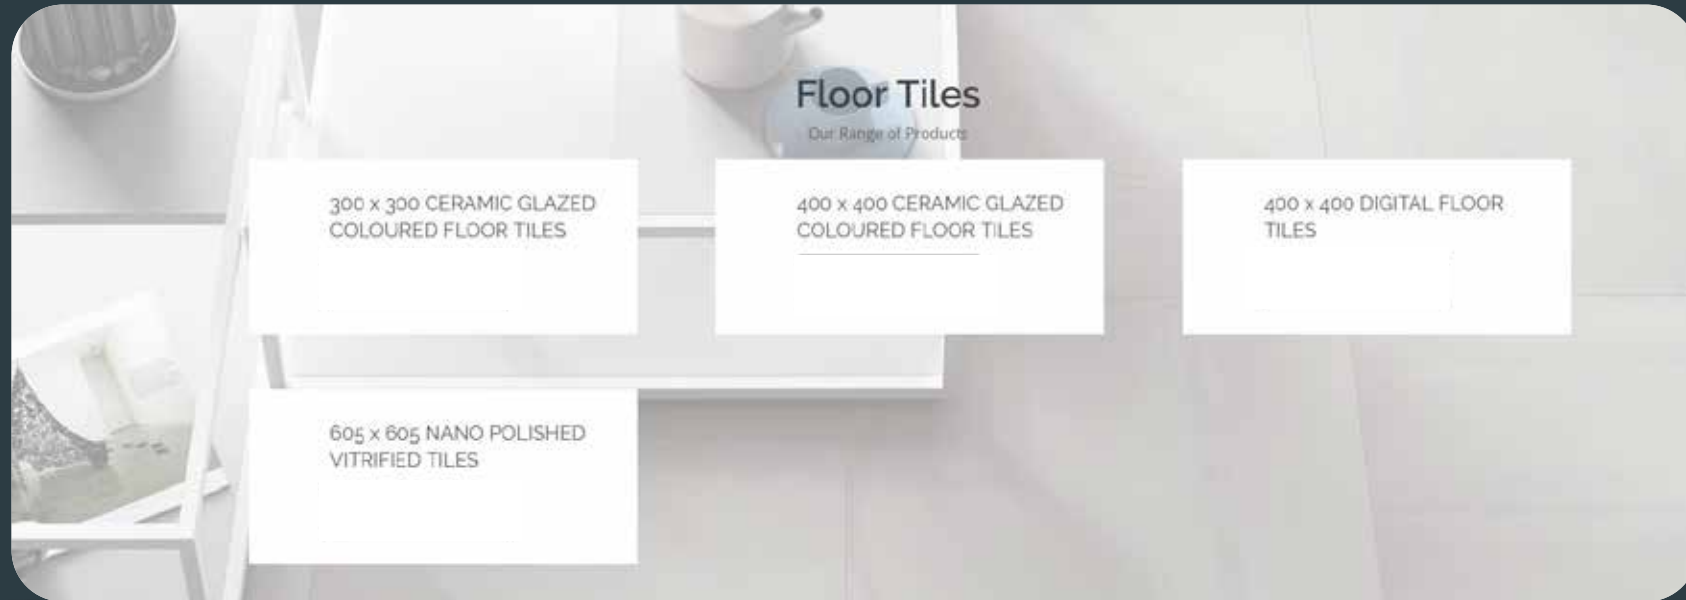 Floor Tiles
Our Range of Products
300 x 300 CERAMIC GLAZED
COLOURED FLOOR TILES
400 x 400 CERAMIC GLAZED
COLOURED FLOOR TILES
400 x 400 DIGITAL FLOOR
TILES
605 x 605 NANO POLISHED
VITRIFIED TILES